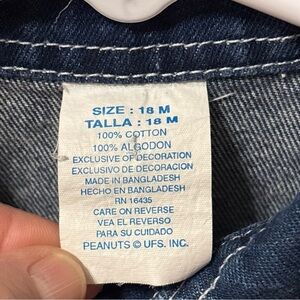 SIZE : 18 M
TALLA : 18 M
100% COTTON
100% ALGODON
EXCLUSIVE OF DECORATION
EXCLUSIVO DE DECORACION
MADE IN BANGLADESH
HECHO EN BANGLADESH
RN 16435
CARE ON REVERSE
VEA EL REVERSO
PARA SU CUIDADO
PEANUTS © UFS. INC.